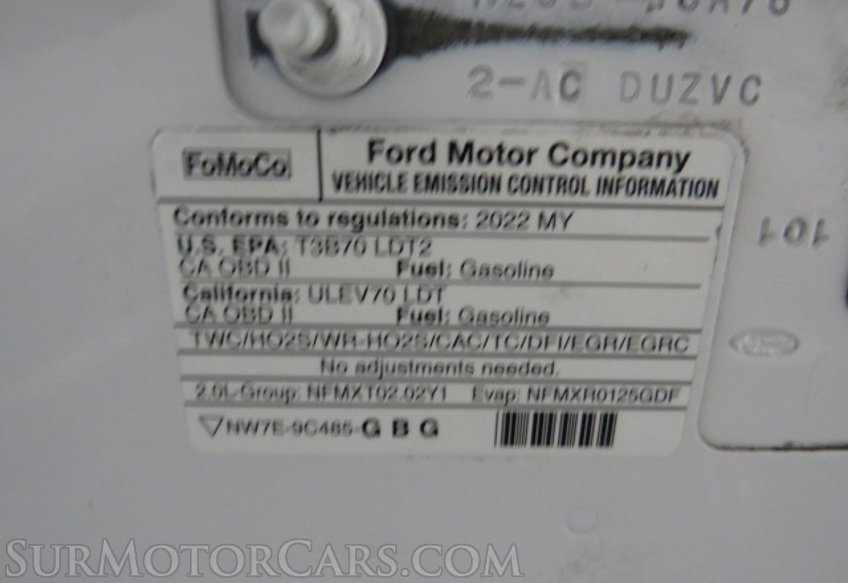 2-AC DUZVC
FoMoCo
Ford Motor Company
VEHICLE EMISSION CONTROL INFORMATION
Conforms to regulations: 2022 MY
U.S. EPA: T3B70 LDT2
CA OBD II Fuel: Gasoline
California: ULEV70 LDT
CA OBD II Fuel: Gasoline
TWC/HO2S/WR-HO2S/CAC/TC/DFI/EGR/EGRC
No adjustments needed.
2.0L-Group: NFMXT02.02Y1 Evap: NFMXR0125GDF
NW7E-9C485-G B G
101
SurMotorCars.com